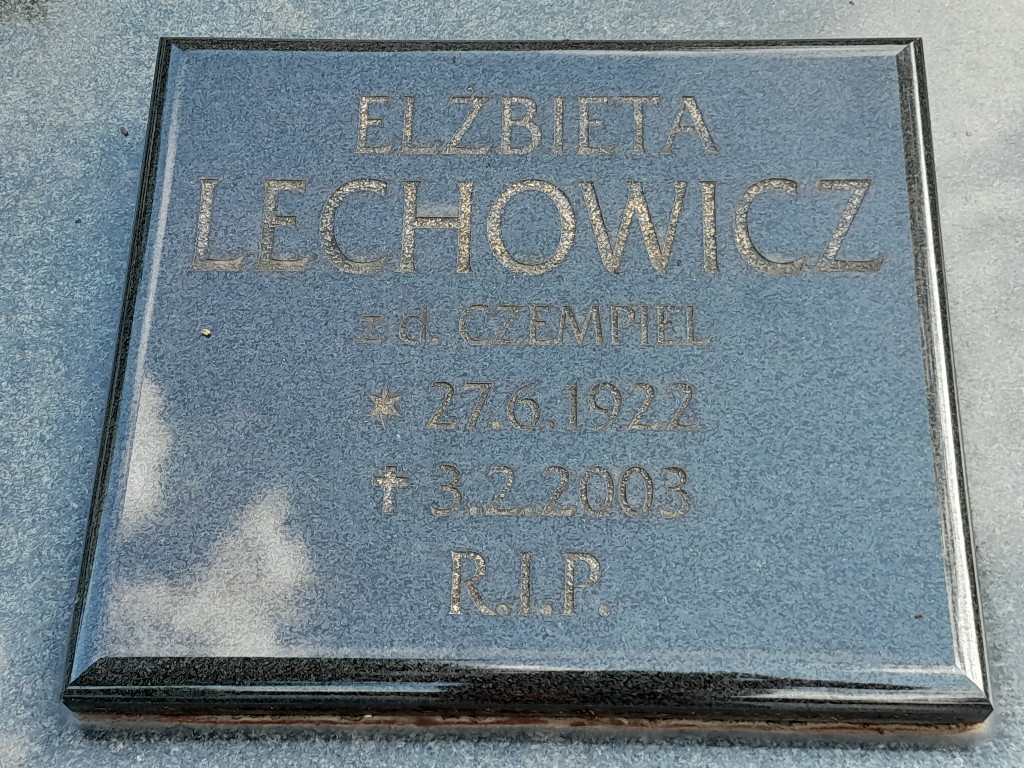 ELŻBIETA
LECHOWICZ
z d. CZEMPIEL
* 27.6.1922
† 3.2.2003
R.I.P.